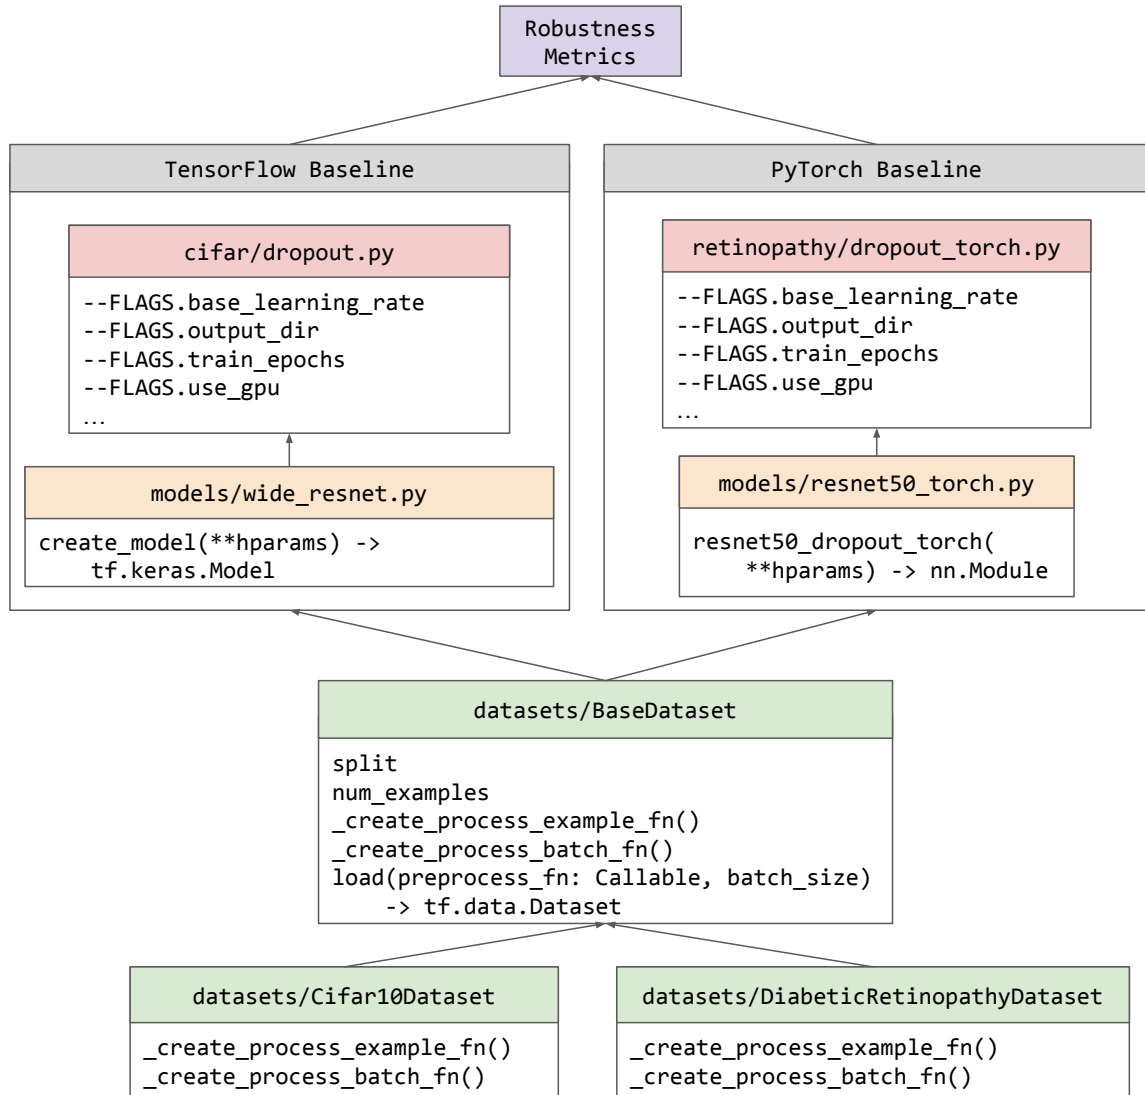 Robustness
Metrics
TensorFlow Baseline
cifar/dropout.py
--FLAGS.base_learning_rate
--FLAGS.output_dir
--FLAGS.train_epochs
--FLAGS.use_gpu
...
models/wide_resnet.py
create_model(**hparams) ->
tf.keras.Model
PyTorch Baseline
retinopathy/dropout_torch.py
--FLAGS.base_learning_rate
--FLAGS.output_dir
--FLAGS.train_epochs
--FLAGS.use_gpu
...
models/resnet50_torch.py
resnet50_dropout_torch(
**hparams) -> nn.Module
datasets/BaseDataset
split
num_examples
_create_process_example_fn()
_create_process_batch_fn()
load(preprocess_fn: Callable, batch_size)
-> tf.data.Dataset
datasets/Cifar10Dataset
_create_process_example_fn()
_create_process_batch_fn()
datasets/DiabeticRetinopathyDataset
_create_process_example_fn()
_create_process_batch_fn()